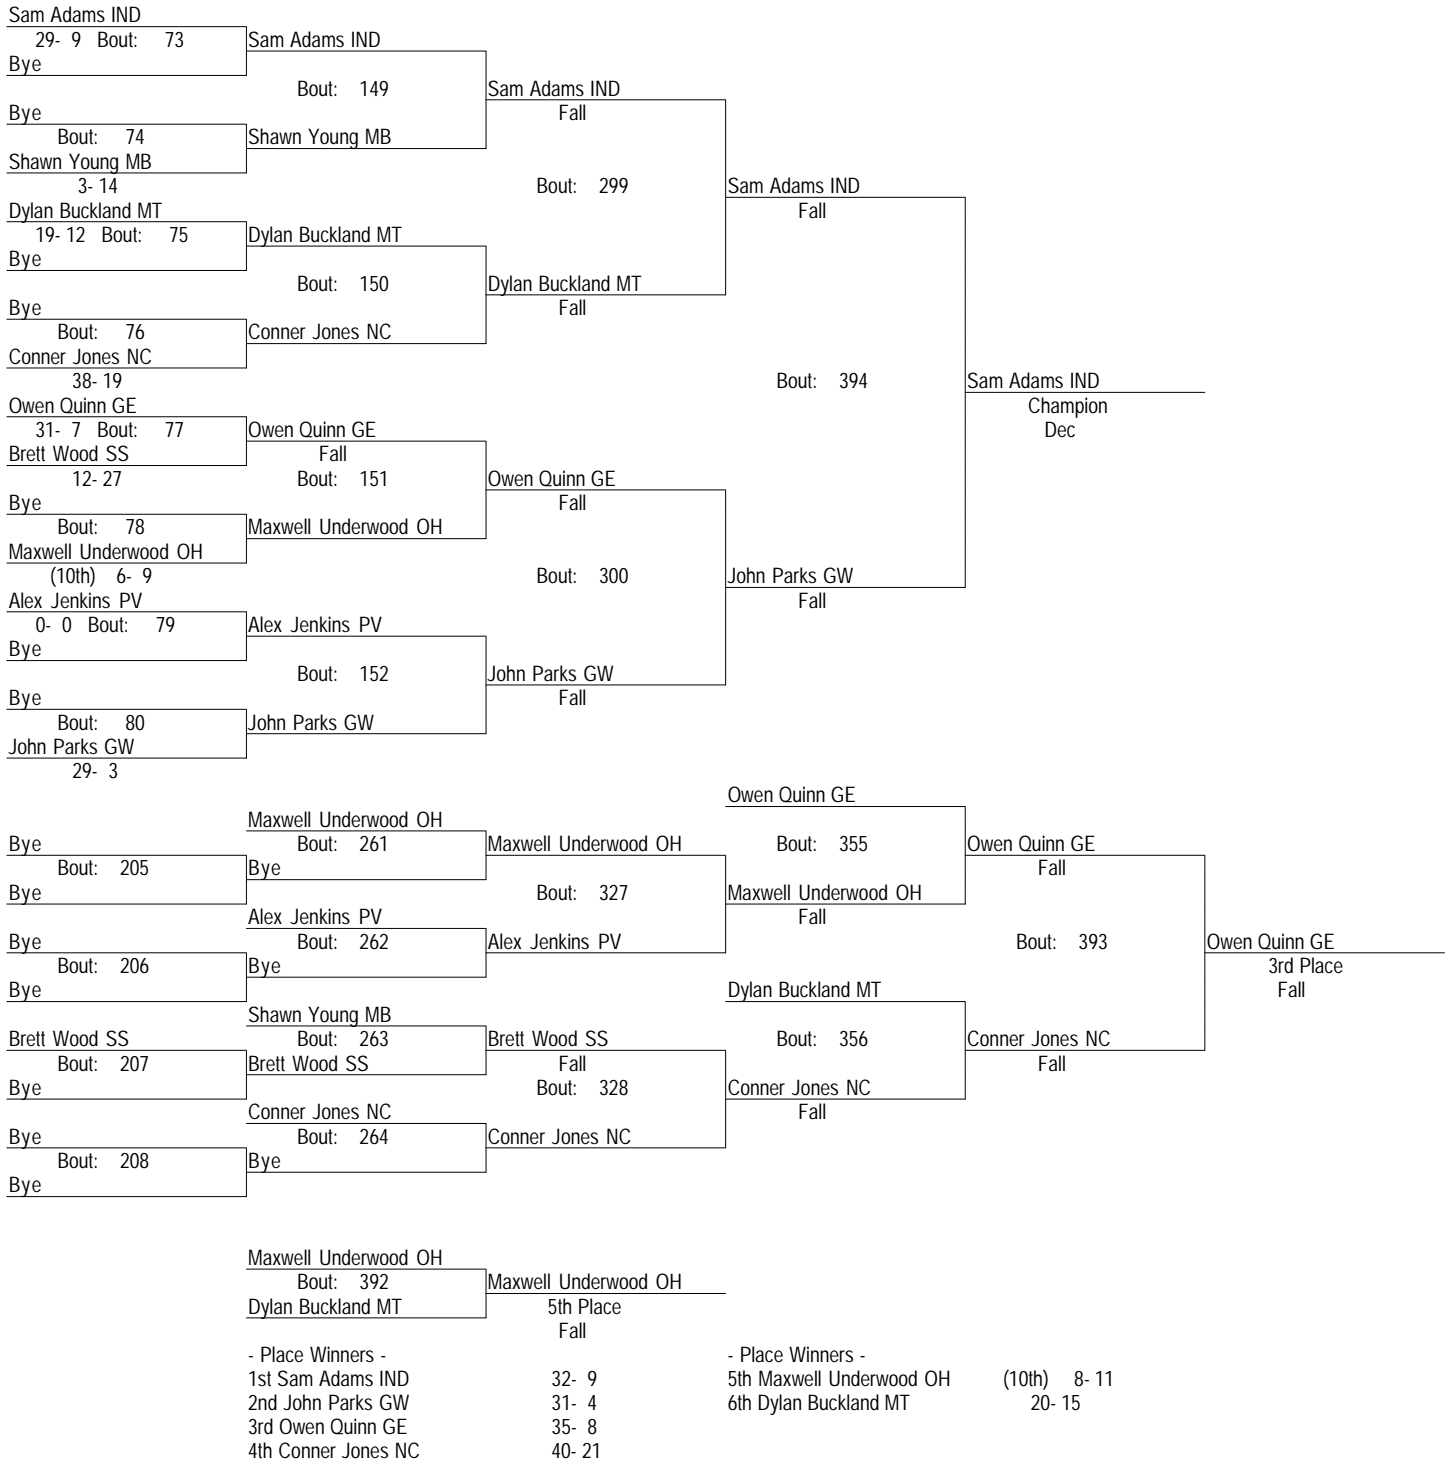 Sam Adams IND
29- 9 Bout: 73 Sam Adams IND
Bye
Bout: 149 Sam Adams IND
Bye Fall
Bout: 74 Shawn Young MB
Shawn Young MB
3- 14 Bout: 299 Sam Adams IND
Dylan Buckland MT Fall
19- 12 Bout: 75 Dylan Buckland MT
Bye
Bout: 150 Dylan Buckland MT
Bye Fall
Bout: 76 Conner Jones NC
Conner Jones NC
38- 19 Bout: 394 Sam Adams IND
Owen Quinn GE Champion
31- 7 Bout: 77 Owen Quinn GE Dec
Brett Wood SS Fall
12- 27 Bout: 151 Owen Quinn GE
Bye Fall
Bout: 78 Maxwell Underwood OH
Maxwell Underwood OH
(10th) 6- 9 Bout: 300 John Parks GW
Alex Jenkins PV Fall
0- 0 Bout: 79 Alex Jenkins PV
Bye
Bout: 152 John Parks GW
Bye Fall
Bout: 80 John Parks GW
John Parks GW
29- 3
Owen Quinn GE
Maxwell Underwood OH
Bye Bout: 261 Maxwell Underwood OH Bout: 355 Owen Quinn GE
Bout: 205 Bye Fall
Bye Bout: 327 Maxwell Underwood OH
Alex Jenkins PV Fall
Bye Bout: 262 Alex Jenkins PV Bout: 393 Owen Quinn GE
Bout: 206 Bye 3rd Place
Bye Dylan Buckland MT Fall
Shawn Young MB
Brett Wood SS Bout: 263 Brett Wood SS Bout: 356 Conner Jones NC
Bout: 207 Brett Wood SS Fall Fall
Bye Bout: 328 Conner Jones NC
Conner Jones NC Fall
Bye Bout: 264 Conner Jones NC
Bout: 208 Bye
Bye
Maxwell Underwood OH
Bout: 392 Maxwell Underwood OH
Dylan Buckland MT 5th Place
Fall
- Place Winners - - Place Winners -
1st Sam Adams IND 32- 9 5th Maxwell Underwood OH (10th) 8- 11
2nd John Parks GW 31- 4 6th Dylan Buckland MT 20- 15
3rd Owen Quinn GE 35- 8
4th Conner Jones NC 40- 21